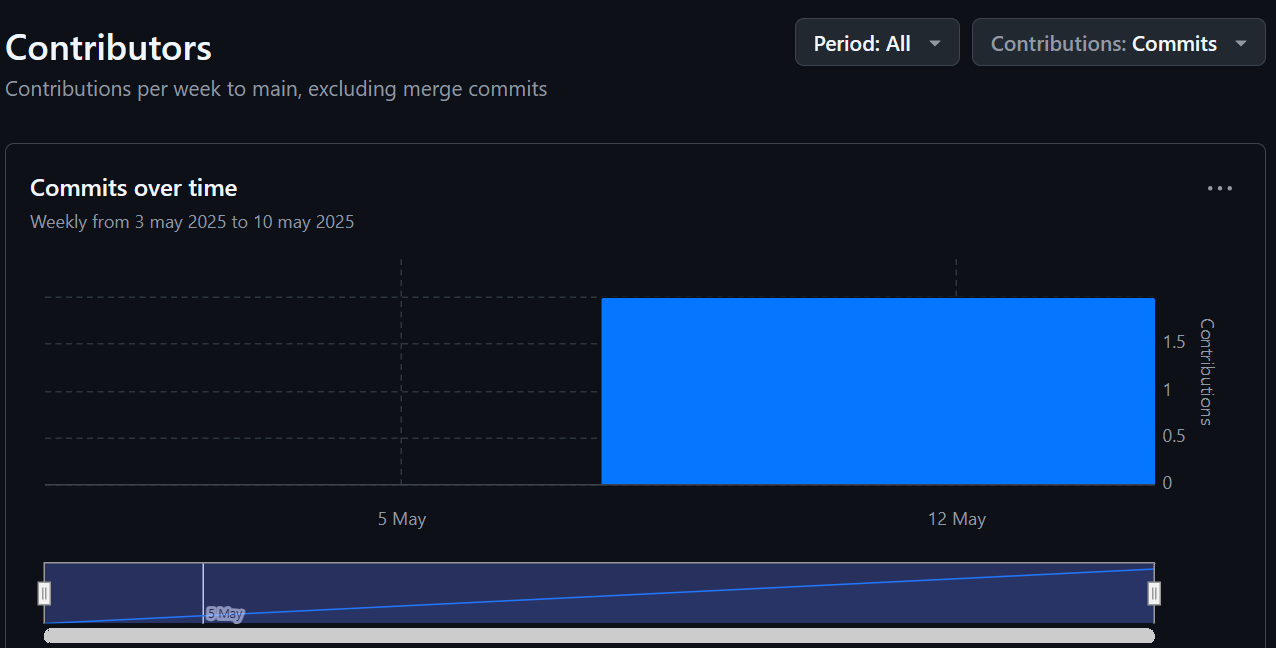 Contributors
Period: All
Contributions: Commits
Contributions per week to main, excluding merge commits
Commits over time
Weekly from 3 may 2025 to 10 may 2025
1.5
1
0.5
0
Contributions
5 May
12 May
5 May